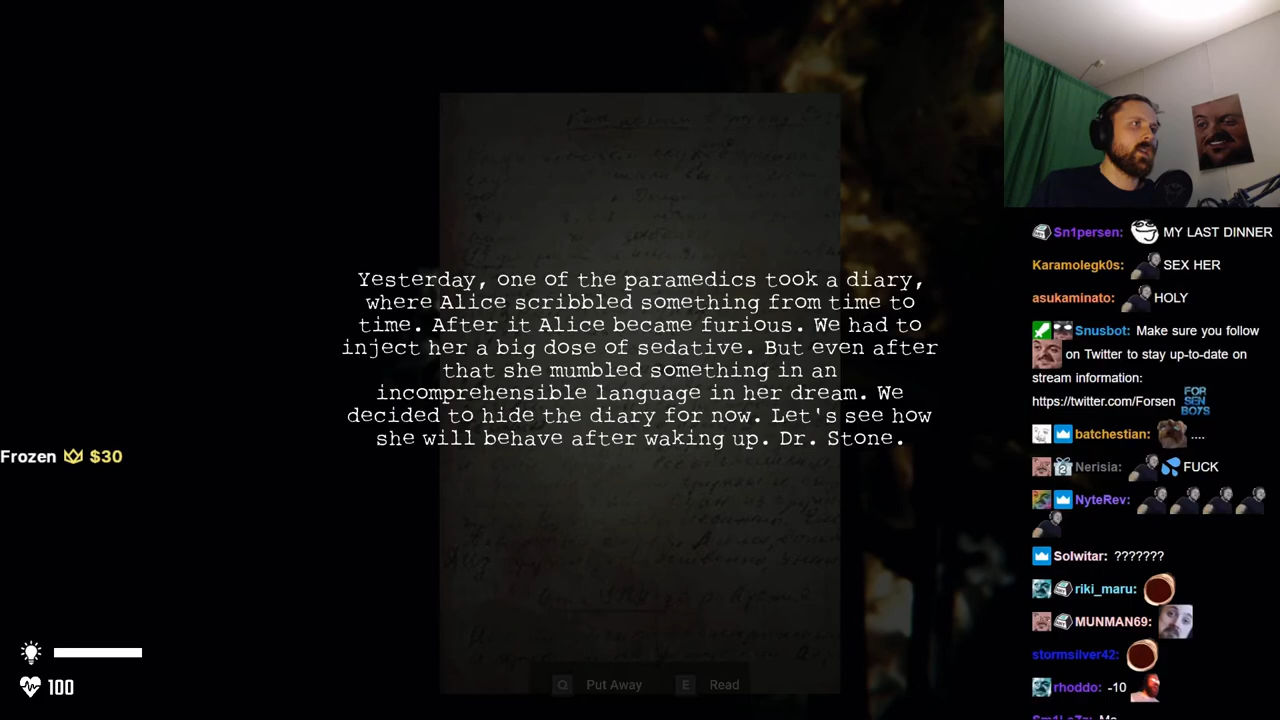 Yesterday, one of the paramedics took a diary,
where Alice scribbled something from time to
time. After it Alice became furious. We had to
inject her a big dose of sedative. But even after
that she mumbled something in an
incomprehensible language in her dream. We
decided to hide the diary for now. Let's see how
she will behave after waking up. Dr. Stone.
Frozen $30
100
Q Put Away E Read
Sn1persen: MY LAST DINNER
Karamolegk0s: SEX HER
asukaminato: HOLY
Snusbot: Make sure you follow
on Twitter to stay up-to-date on
stream information:
https://twitter.com/Forsen FOR SEN BOYS
batchestian: ....
Nerisia: FUCK
NyteRev:
Solwitar: ???????
riki_maru:
MUNMAN69:
stormsilver42:
rhoddo: -10